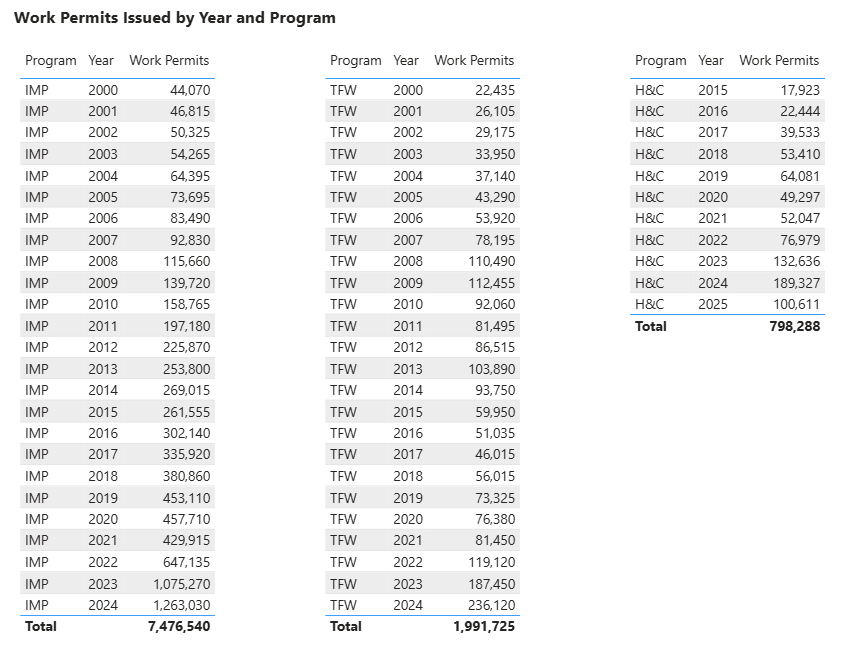 Work Permits Issued by Year and Program
Program Year Work Permits
IMP 2000 44,070
IMP 2001 46,815
IMP 2002 50,325
IMP 2003 54,265
IMP 2004 64,395
IMP 2005 73,695
IMP 2006 83,490
IMP 2007 92,830
IMP 2008 115,660
IMP 2009 139,720
IMP 2010 158,765
IMP 2011 197,180
IMP 2012 225,870
IMP 2013 253,800
IMP 2014 269,015
IMP 2015 261,555
IMP 2016 302,140
IMP 2017 335,920
IMP 2018 380,860
IMP 2019 453,110
IMP 2020 457,710
IMP 2021 429,915
IMP 2022 647,135
IMP 2023 1,075,270
IMP 2024 1,263,030
Total 7,476,540
Program Year Work Permits
TFW 2000 22,435
TFW 2001 26,105
TFW 2002 29,175
TFW 2003 33,950
TFW 2004 37,140
TFW 2005 43,290
TFW 2006 53,920
TFW 2007 78,195
TFW 2008 110,490
TFW 2009 112,455
TFW 2010 92,060
TFW 2011 81,495
TFW 2012 86,515
TFW 2013 103,890
TFW 2014 93,750
TFW 2015 59,950
TFW 2016 51,035
TFW 2017 46,015
TFW 2018 56,015
TFW 2019 73,325
TFW 2020 76,380
TFW 2021 81,450
TFW 2022 119,120
TFW 2023 187,450
TFW 2024 236,120
Total 1,991,725
Program Year Work Permits
H&C 2015 17,923
H&C 2016 22,444
H&C 2017 39,533
H&C 2018 53,410
H&C 2019 64,081
H&C 2020 49,297
H&C 2021 52,047
H&C 2022 76,979
H&C 2023 132,636
H&C 2024 189,327
H&C 2025 100,611
Total 798,288